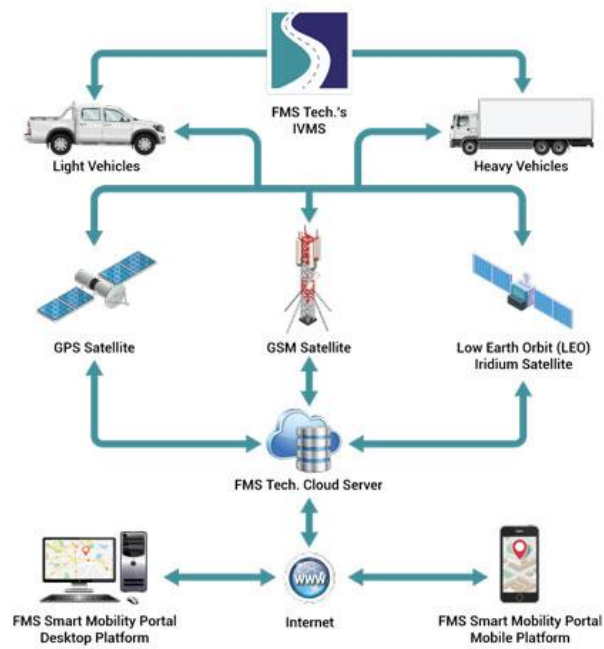 FMS Tech.'s
IVMS
Light Vehicles
Heavy Vehicles
GPS Satellite
GSM Satellite
Low Earth Orbit (LEO)
Iridium Satellite
FMS Tech. Cloud Server
WWW
FMS Smart Mobility Portal
Desktop Platform
Internet
FMS Smart Mobility Portal
Mobile Platform